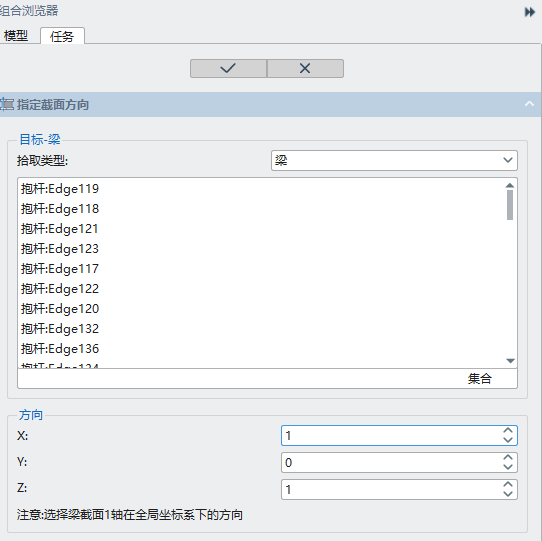 组合浏览器
模型 任务
指定截面方向
目标-梁
拾取类型: 梁
抱杆:Edge119
抱杆:Edge118
抱杆:Edge121
抱杆:Edge123
抱杆:Edge117
抱杆:Edge122
抱杆:Edge120
抱杆:Edge132
抱杆:Edge136
抱杆:Edge124
集合
方向
X: 1
Y: 0
Z: 1
注意:选择梁截面1轴在全局坐标系下的方向